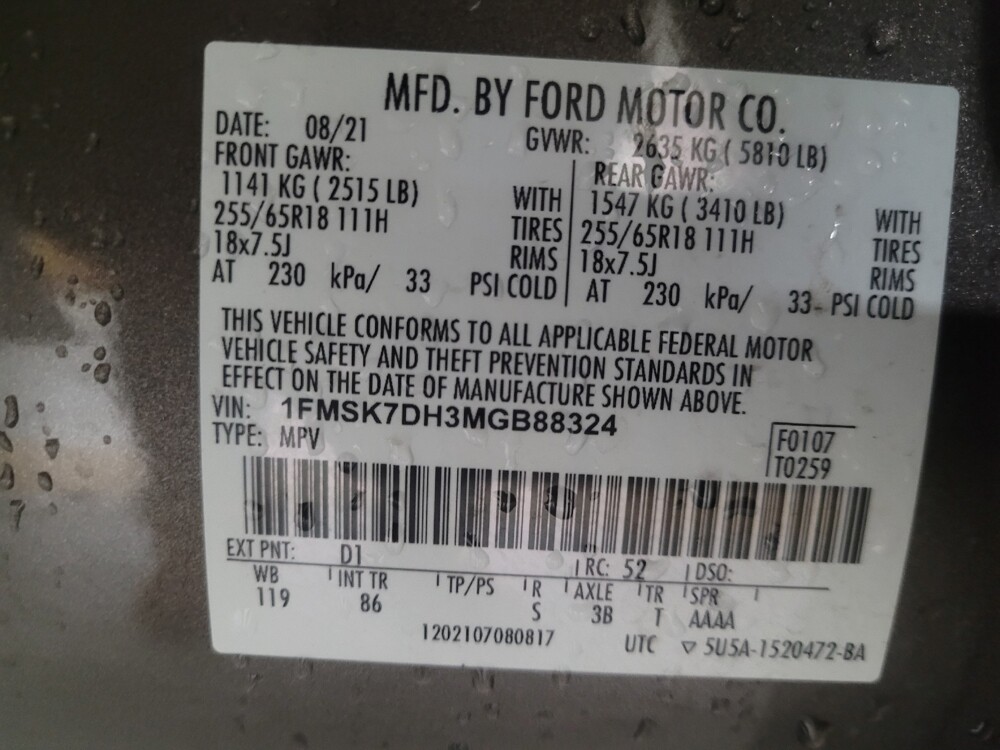 MFD. BY FORD MOTOR CO.
DATE: 08/21 GVWR: 2635 KG ( 5810 LB)
FRONT GAWR: REAR GAWR:
1141 KG ( 2515 LB) WITH 1547 KG ( 3410 LB) WITH
255/65R18 111H TIRES 255/65R18 111H TIRES
18x7.5J RIMS 18x7.5J RIMS
AT 230 kPa/ 33 PSI COLD AT 230 kPa/ 33- PSI COLD
THIS VEHICLE CONFORMS TO ALL APPLICABLE FEDERAL MOTOR
VEHICLE SAFETY AND THEFT PREVENTION STANDARDS IN
EFFECT ON THE DATE OF MANUFACTURE SHOWN ABOVE.
VIN: 1FMSK7DH3MGB88324
TYPE: MPV
F0107
T0259
EXT PNT: D1 RC: 52 DSO:
WB INT TR TP/PS R AXLE TR SPR
119 86 S 3B T AAAA
1202107080817 UTC ▽ 5U5A-1520472-BA